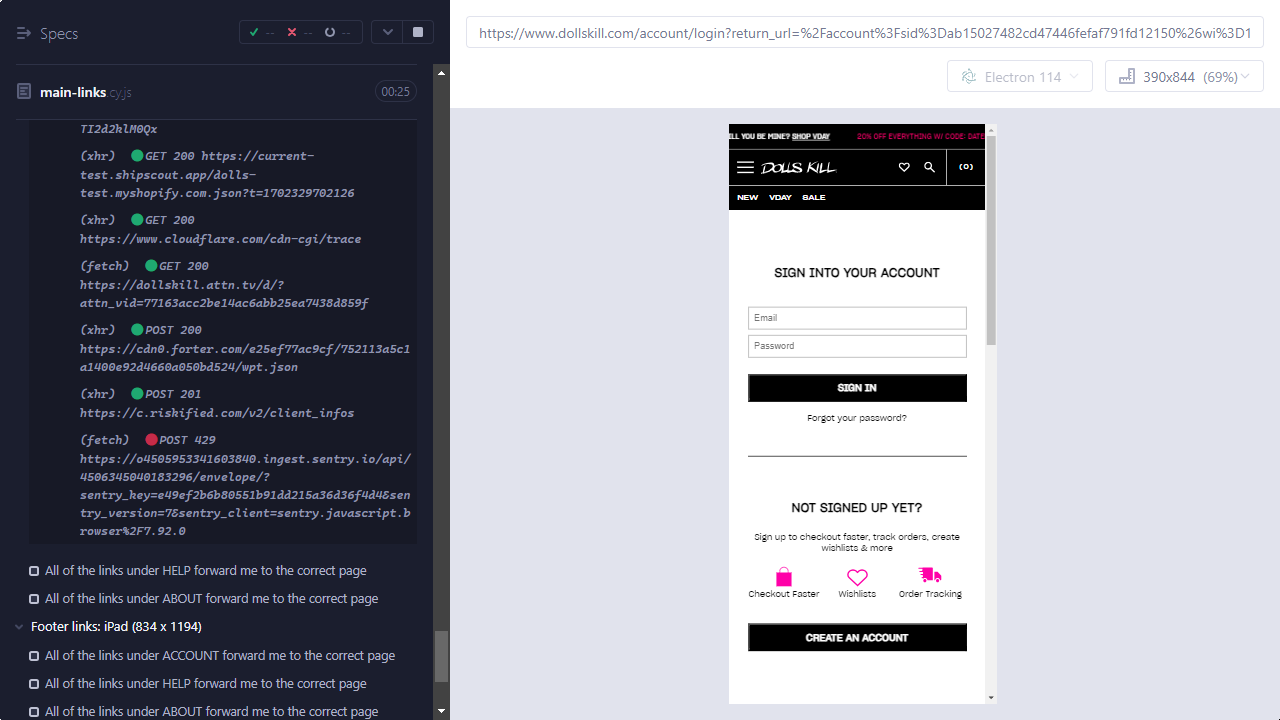 Specs
--
--
--
main-links.cy.js
00:25
TI2d2klM0Qx
(xhr) GET 200 https://current-
test.shipscout.app/dolls-
test.myshopify.com.json?t=1702329702126
(xhr) GET 200
https://www.cloudflare.com/cdn-cgi/trace
(fetch) GET 200
https://dollskill.attn.tv/d/?
attn_vid=77163acc2be14ac6abb25ea7438d859f
(xhr) POST 200
https://cdn0.forter.com/e25ef77ac9cf/752113a5c1
a1400e92d4660a050bd524/wpt.json
(xhr) POST 201
https://c.riskified.com/v2/client_infos
(fetch) POST 429
https://o4505953341603840.ingest.sentry.io/api/
4506345040183296/envelope/?
sentry_key=e49ef2b6b80551b91dd215a36d36f4d4&sen
try_version=7&sentry_client=sentry.javascript.b
rowser%2F7.92.0
All of the links under HELP forward me to the correct page
All of the links under ABOUT forward me to the correct page
Footer links: iPad (834 x 1194)
All of the links under ACCOUNT forward me to the correct page
All of the links under HELP forward me to the correct page
All of the links under ABOUT forward me to the correct page
https://www.dollskill.com/account/login?return_url=%2Faccount%3Fsid%3Dab15027482cd47446fefaf791fd12150%26wi%3D1
Electron 114
390x844 (69%)
ILL YOU BE MINE? SHOP VDAY
20% OFF EVERYTHING W/ CODE: DATE
DOLLS KILL
(0)
NEW VDAY SALE
SIGN INTO YOUR ACCOUNT
Email
Password
SIGN IN
Forgot your password?
NOT SIGNED UP YET?
Sign up to checkout faster, track orders, create
wishlists & more
Checkout Faster
Wishlists
Order Tracking
CREATE AN ACCOUNT